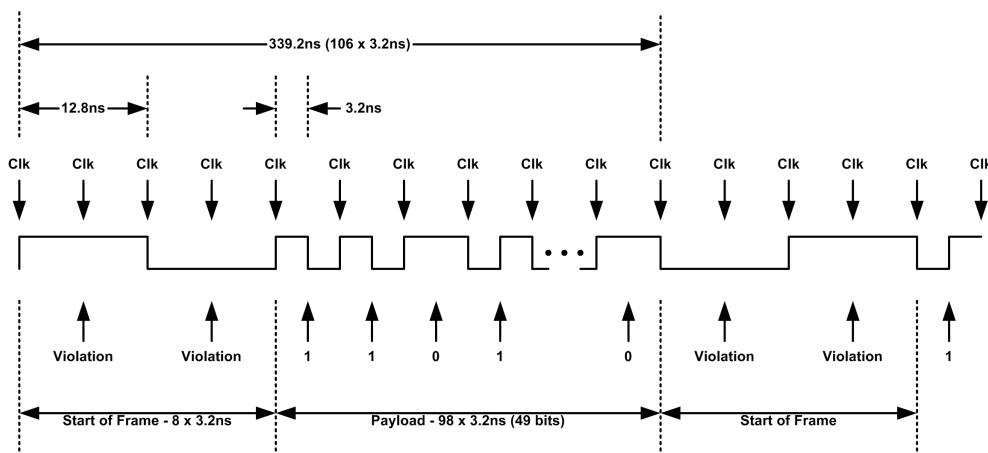 339.2ns (106 x 3.2ns)
12.8ns
3.2ns
Clk Clk Clk Clk Clk Clk Clk Clk Clk Clk Clk Clk Clk Clk Clk Clk
Violation Violation 1 1 0 1 0 Violation Violation 1
Start of Frame - 8 x 3.2ns Payload - 98 x 3.2ns (49 bits) Start of Frame